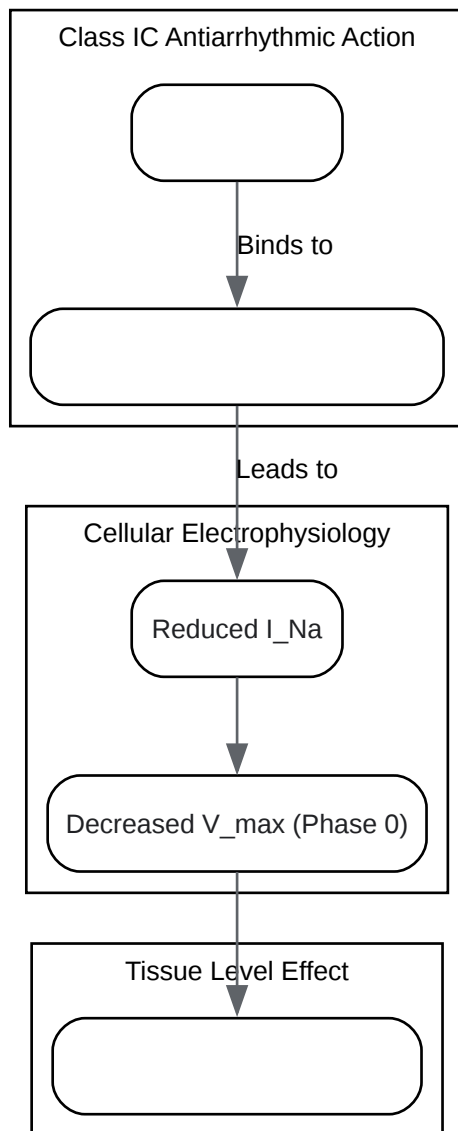 Class IC Antiarrhythmic Action
Binds to
Leads to
Cellular Electrophysiology
Reduced I_Na
Decreased V_max (Phase 0)
Tissue Level Effect